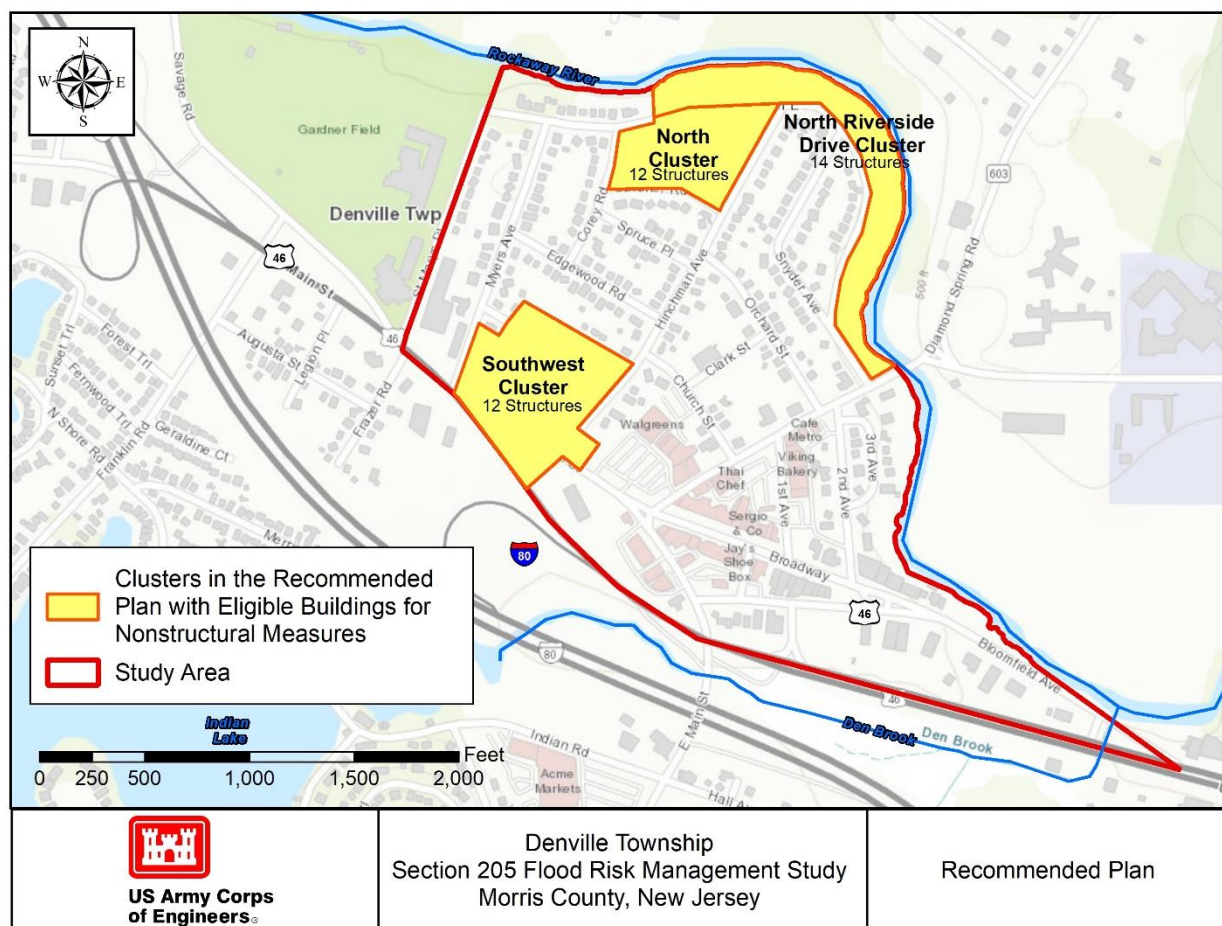 N
W E
S
Savage Rd
Rockaway River
Gardner Field
North
Cluster
12 Structures
North Riverside
Drive Cluster
14 Structures
603
Denville Twp
46
Main St
St Marys Pl
Myers Ave
Corey Rd
Spruce Pl
Edgewood Rd
Hinchman Ave
Snyder Ave
Orchard St
500 ft
Diamond Spring Rd
46
Sunset Trl
Forest Trl
Fernwood Trl
N Shore Rd
Franklin Rd
Geraldine Ct
Augusta St
Legion Pl
Frazer Rd
Southwest
Cluster
12 Structures
Clark St
Church St
Walgreens
Cafe
Metro
Viking
Bakery
Thai
Chef
1st Ave
2nd Ave
3rd Ave
Sergio
& Co
Jay's
Shoe
Box
Broadway
80
46
Bloomfield Ave
80
46
E Main St
Den Brook
Den Brook
Indian Rd
Acme
Markets
Clusters in the Recommended
Plan with Eligible Buildings for
Nonstructural Measures
Study Area
Indian
Lake
Feet
0 250 500 1,000 1,500 2,000
US Army Corps
of Engineers®
Denville Township
Section 205 Flood Risk Management Study
Morris County, New Jersey
Recommended Plan